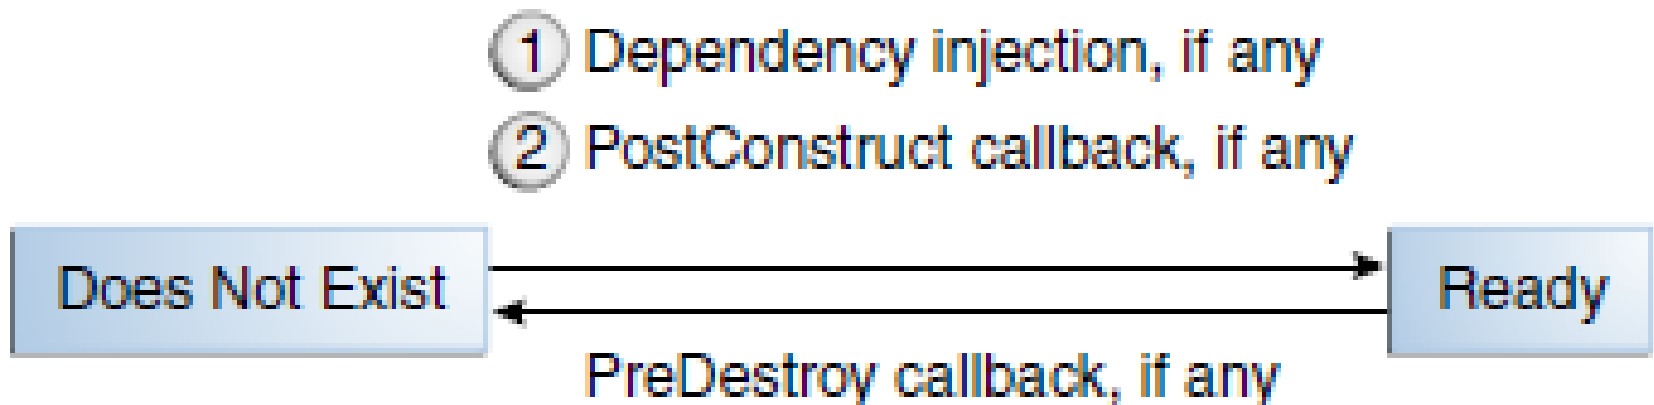 1 Dependency injection, if any
2 PostConstruct callback, if any
Does Not Exist
Ready
PreDestroy callback, if any